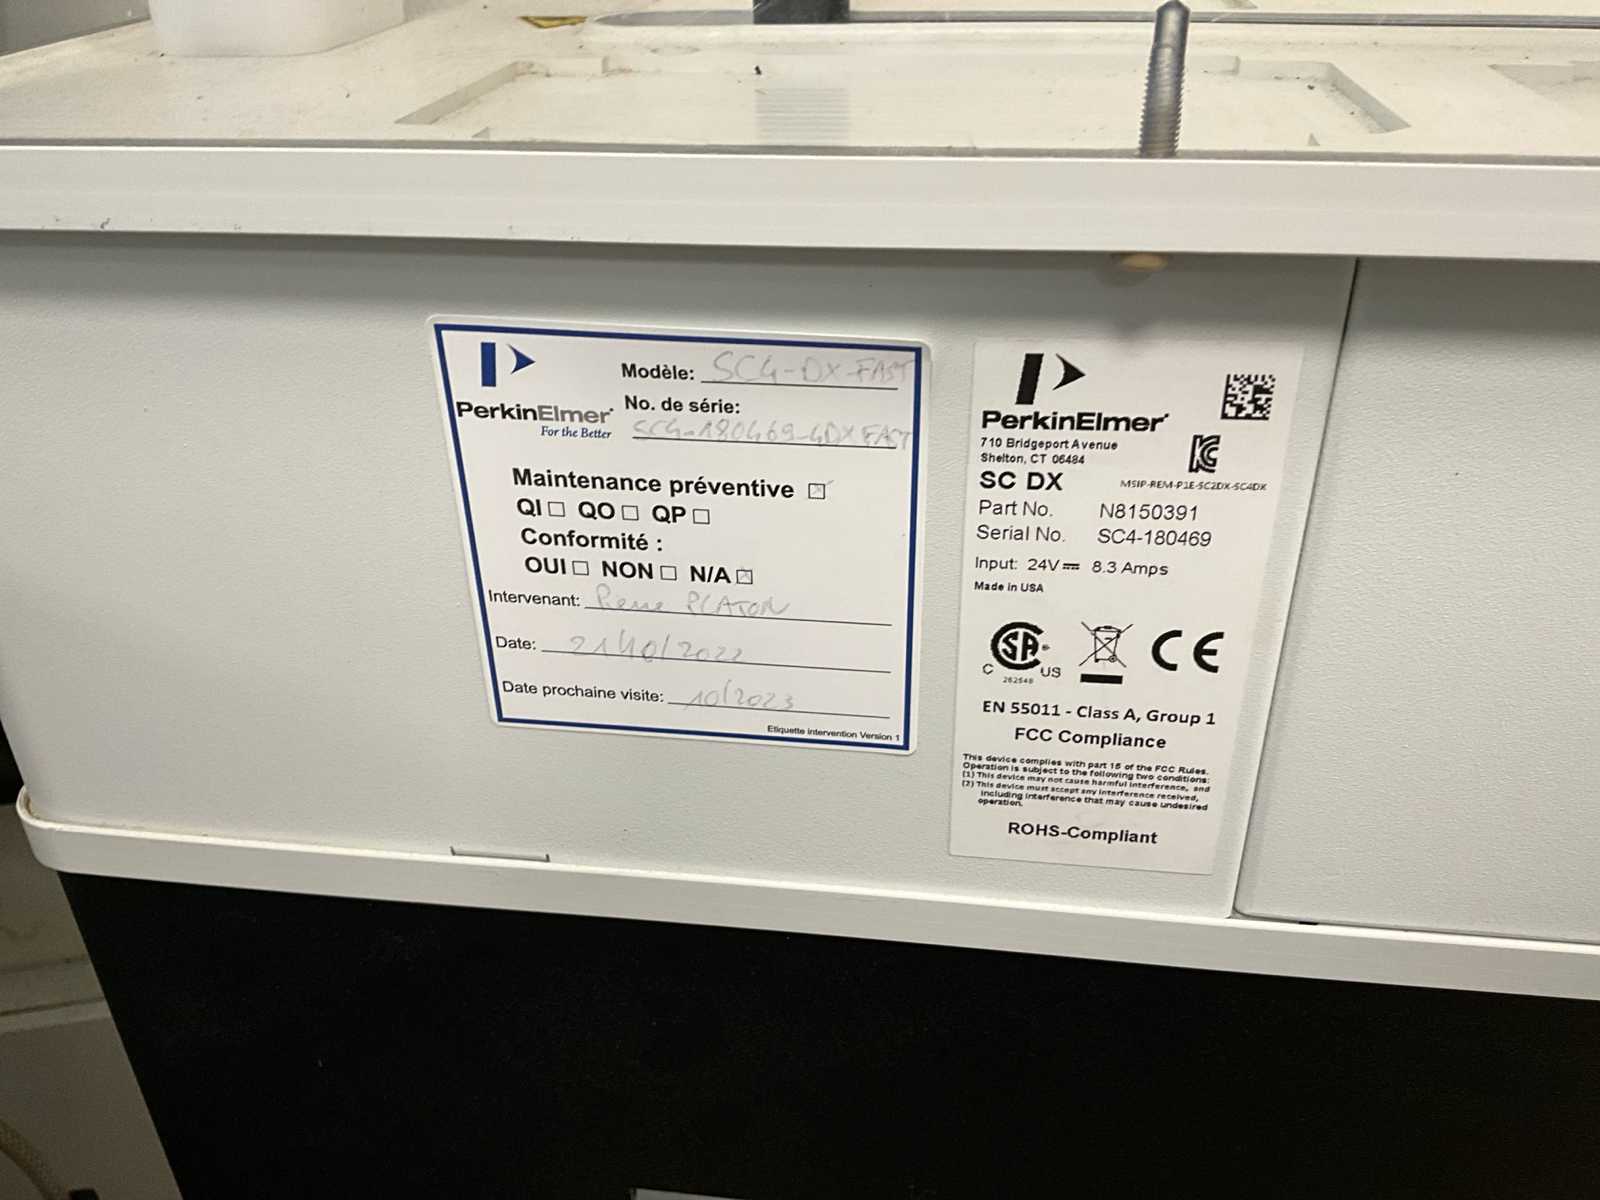 PerkinElmer
For the Better
Modèle: SC4-DX-FAST
No. de série:
SC4-180469-4DXFAST
Maintenance préventive ☒
QI ☐ QO ☐ QP ☐
Conformité :
OUI ☐ NON ☐ N/A ☒
Intervenant: Pierre PLATON
Date: 21/10/2022
Date prochaine visite: 10/2023
Etiquette intervention Version 1
PerkinElmer
710 Bridgeport Avenue
Shelton, CT 06484
SC DX
MSIP-REM-P1E-SC2DX-SC4DX
Part No. N8150391
Serial No. SC4-180469
Input: 24V 8.3 Amps
Made in USA
C US
262548
CE
EN 55011 - Class A, Group 1
FCC Compliance
This device complies with part 15 of the FCC Rules.
Operation is subject to the following two conditions:
(1) This device may not cause harmful interference, and
(2) This device must accept any interference received,
including interference that may cause undesired
operation.
ROHS-Compliant